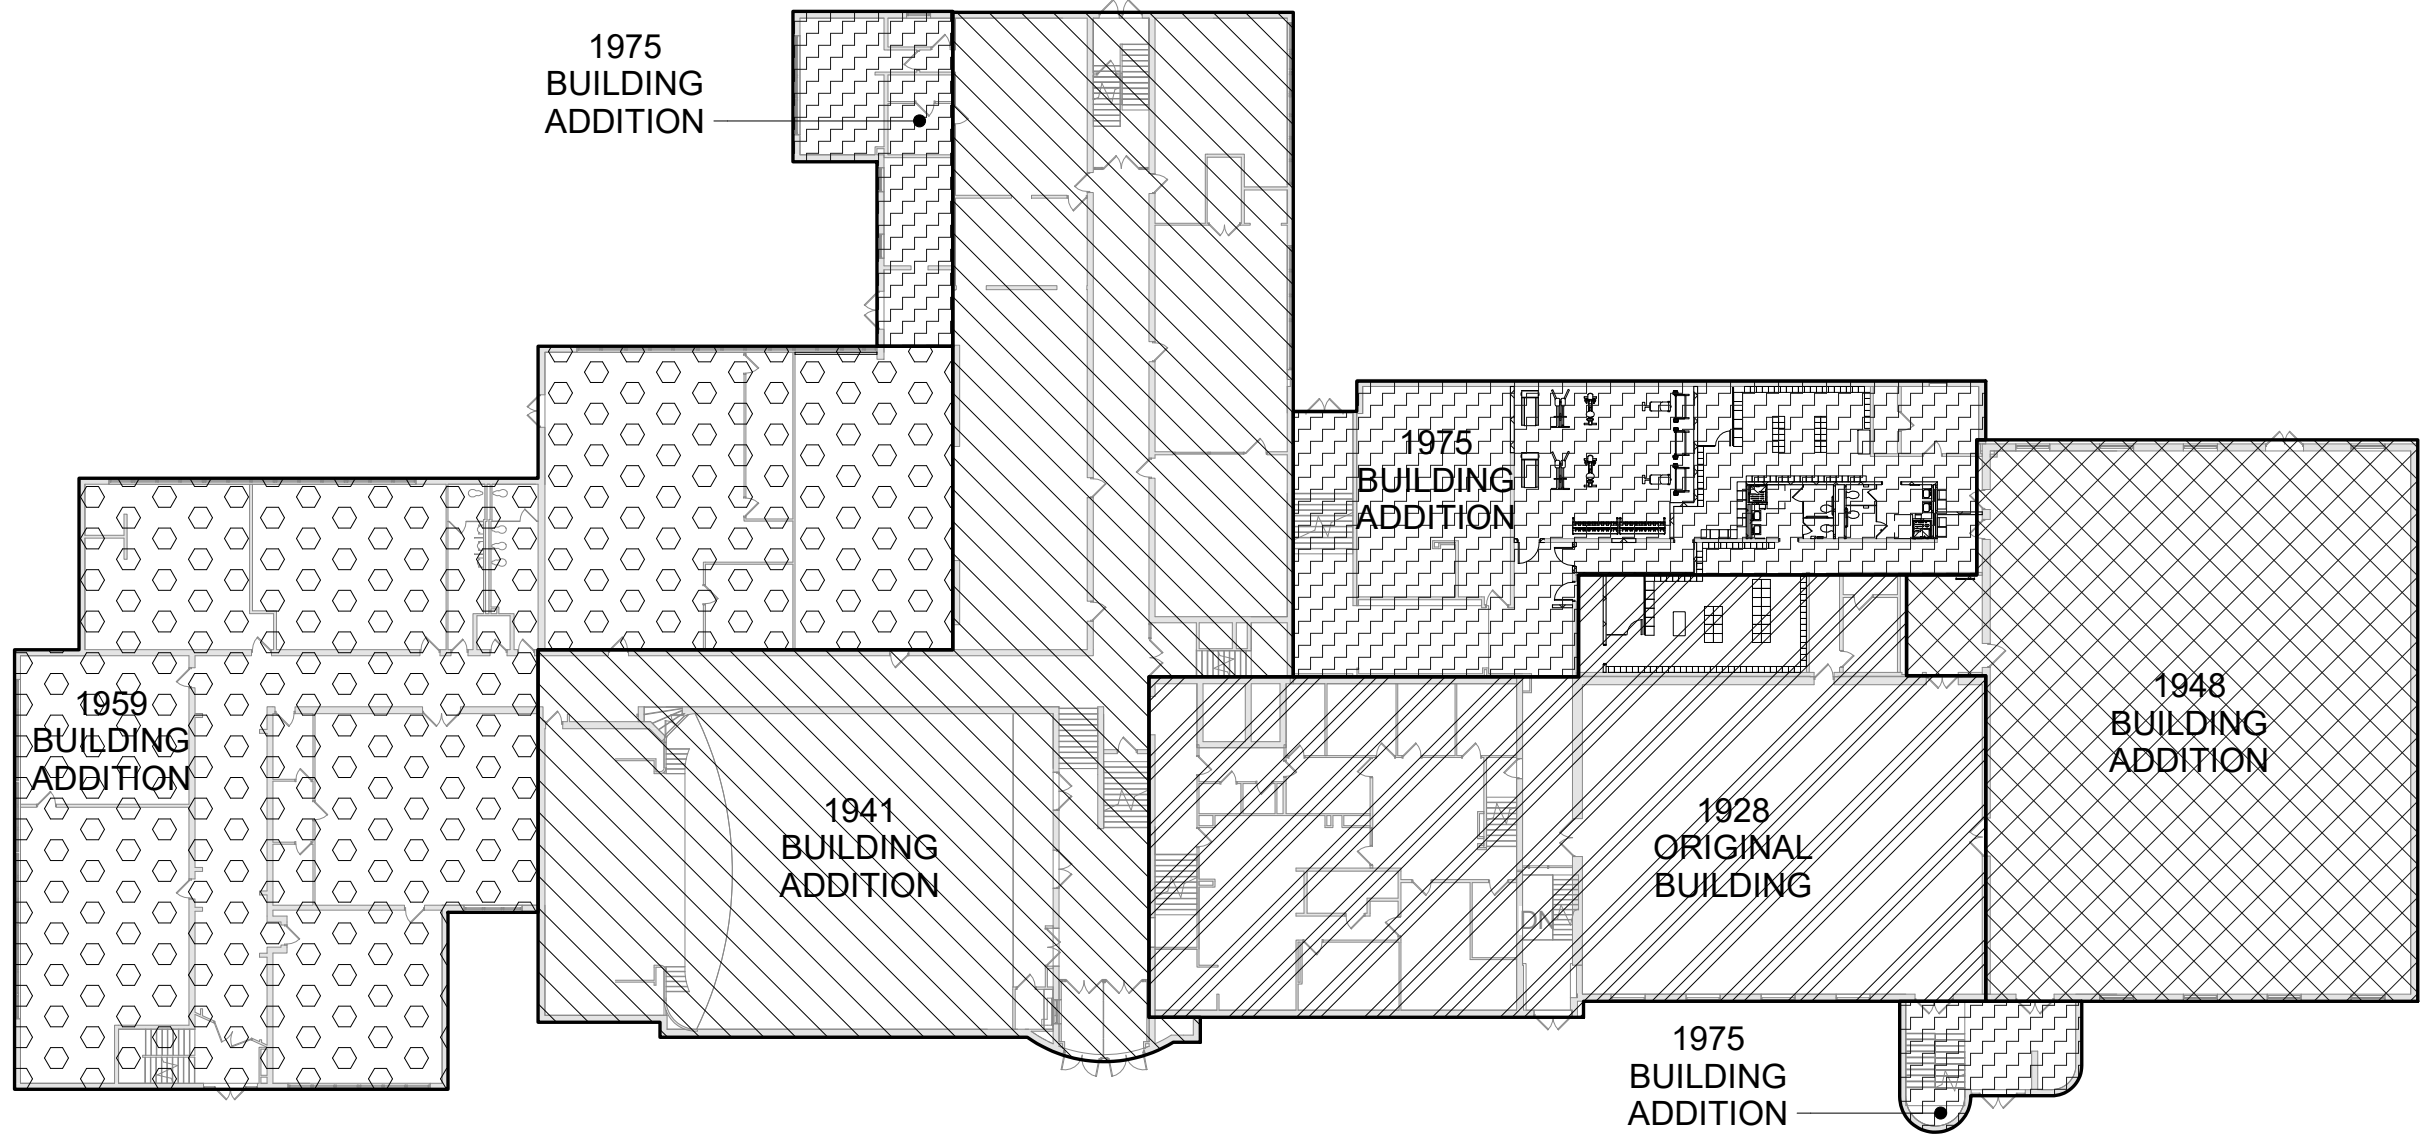 1975
BUILDING
ADDITION
1975
BUILDING
ADDITION
1959
BUILDING
ADDITION
1948
BUILDING
ADDITION
1941
BUILDING
ADDITION
1928
ORIGINAL
BUILDING
DN
1975
BUILDING
ADDITION